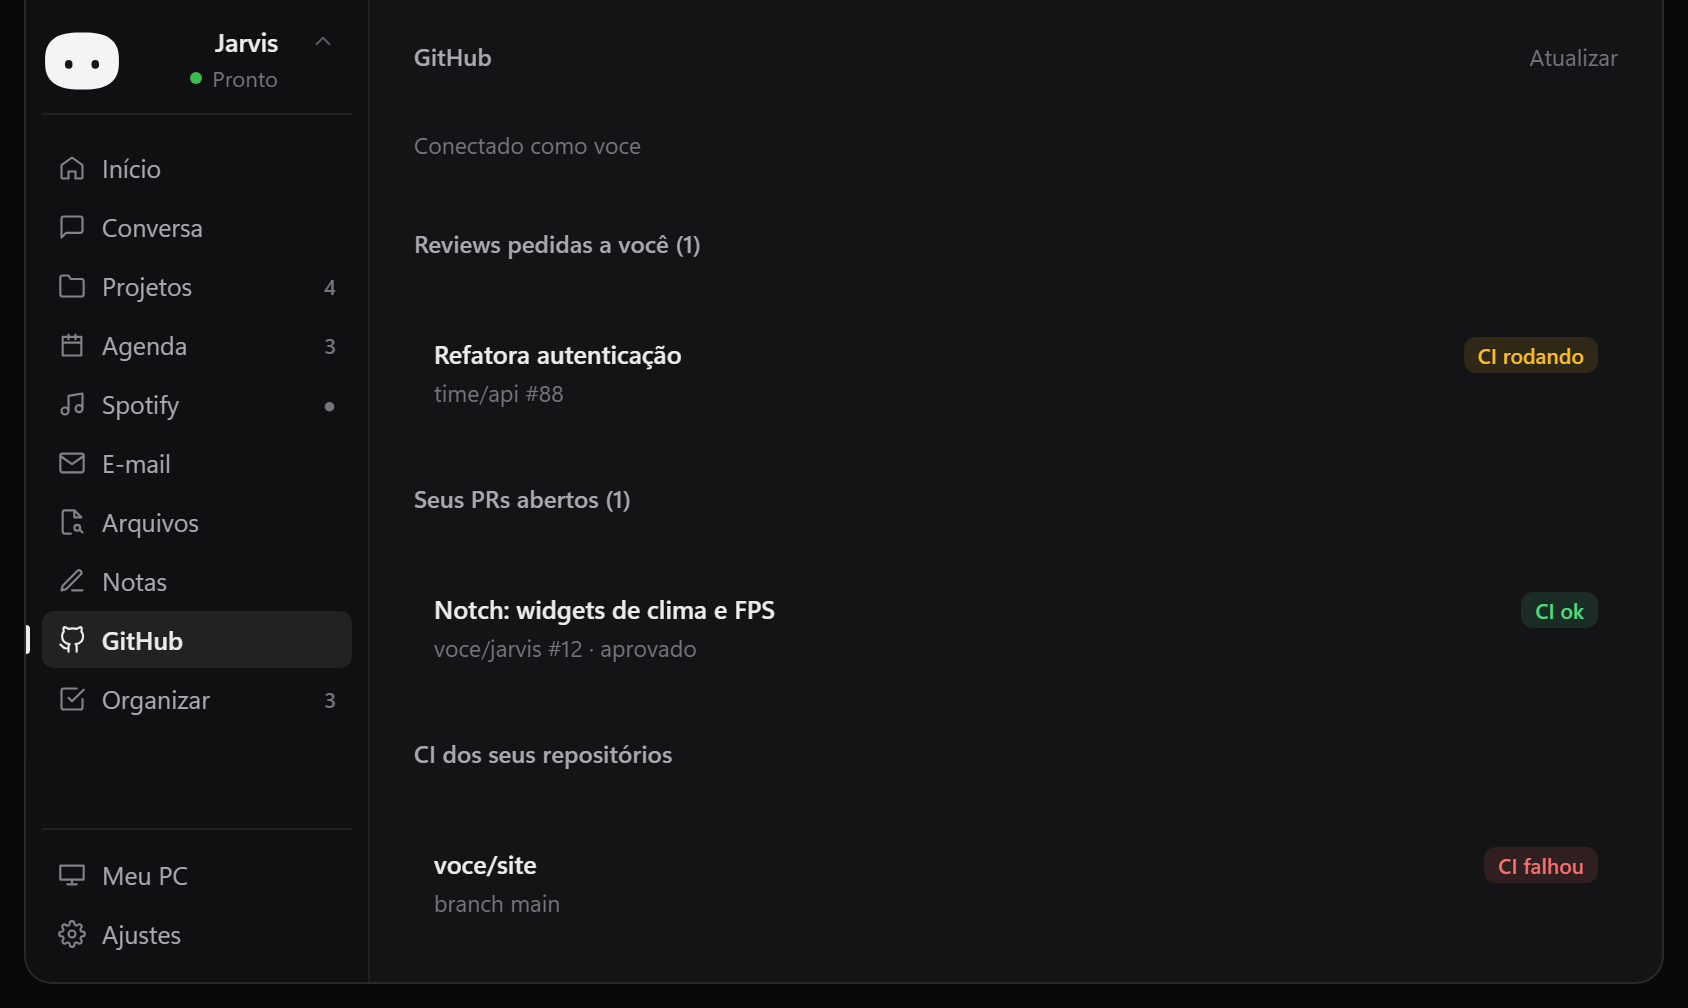 Jarvis
Pronto
Início
Conversa
Projetos 4
Agenda 3
Spotify
E-mail
Arquivos
Notas
GitHub
Organizar 3
Meu PC
Ajustes
GitHub
Atualizar
Conectado como voce
Reviews pedidas a você (1)
Refatora autenticação
time/api #88
CI rodando
Seus PRs abertos (1)
Notch: widgets de clima e FPS
voce/jarvis #12 · aprovado
CI ok
CI dos seus repositórios
voce/site
branch main
CI falhou